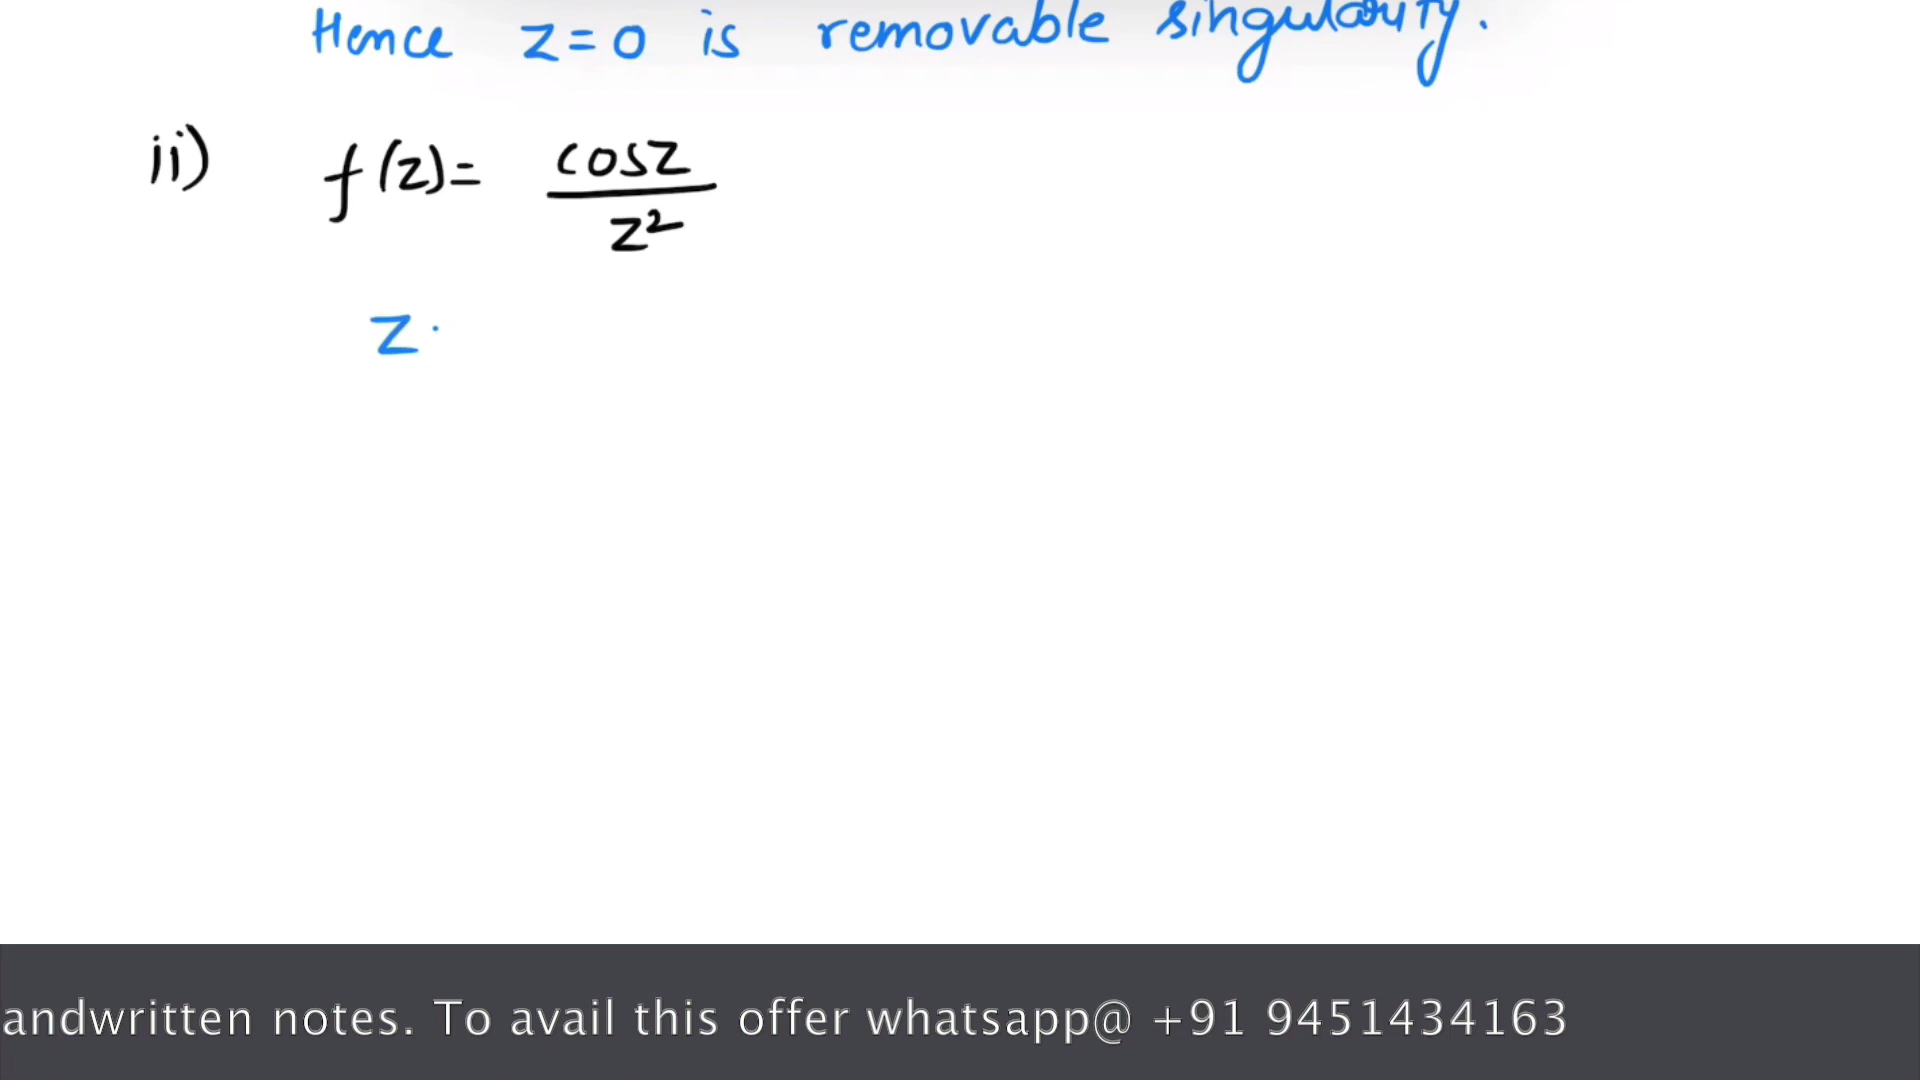 Hence z=0 is removable singularity.
ii) f(z)= cosz
z²
z
andwritten notes. To avail this offer whatsapp@ +91 9451434163